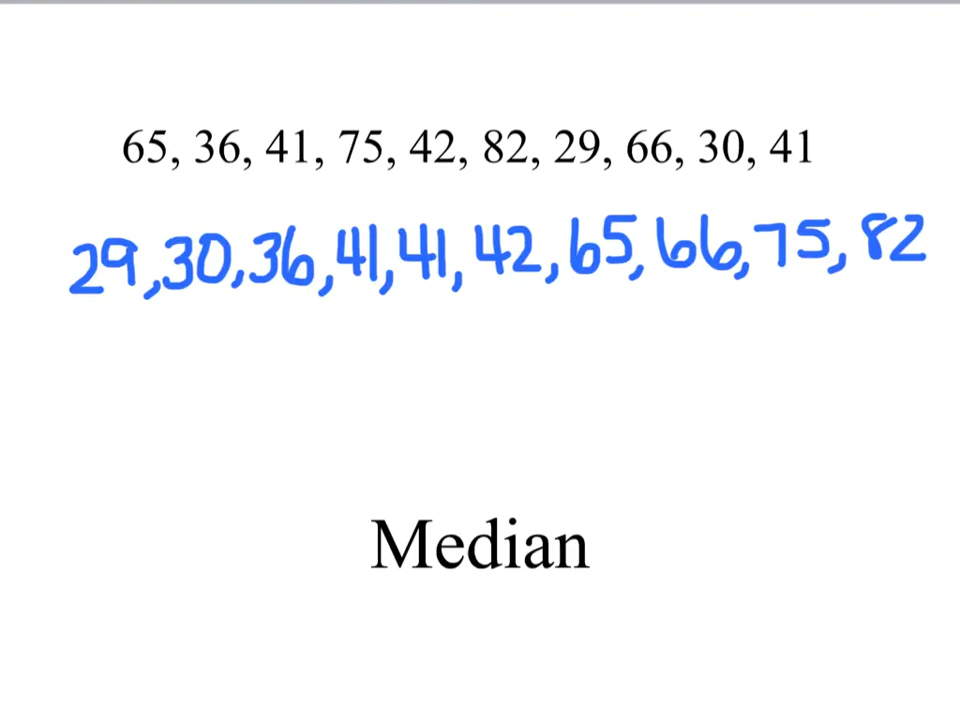 65, 36, 41, 75, 42, 82, 29, 66, 30, 41
29,30,36,41,41,42,65,66,75,82
Median